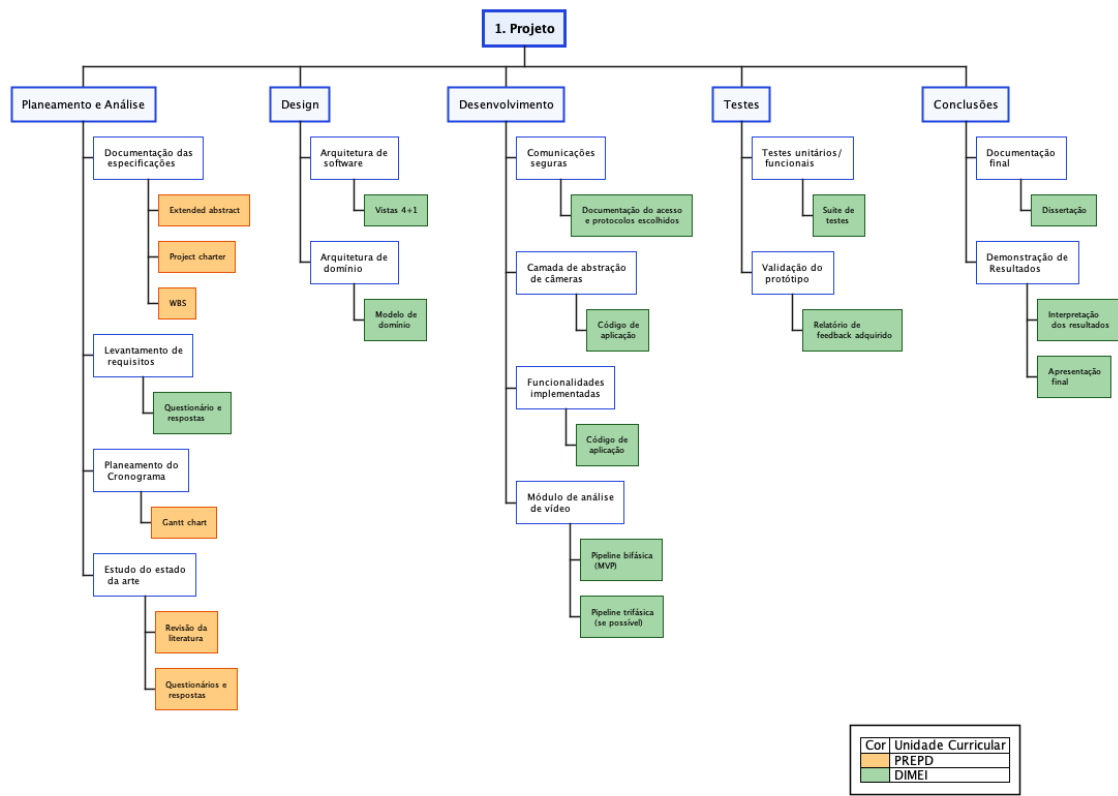 1. Projeto
Planeamento e Análise
Design
Desenvolvimento
Testes
Conclusões
Documentação das
especificações
Extended abstract
Project charter
WBS
Levantamento de
requisitos
Questionário e
respostas
Planeamento do
Cronograma
Gantt chart
Estudo do estado
da arte
Revisão da
literatura
Questionários e
respostas
Arquitetura de
software
Vistas 4+1
Arquitetura de
domínio
Modelo de
domínio
Comunicações
seguras
Documentação do acesso
e protocolos escolhidos
Camada de abstração
de câmeras
Código de
aplicação
Funcionalidades
implementadas
Código de
aplicação
Módulo de análise
de vídeo
Pipeline bifásica
(MVP)
Pipeline trifásica
(se possível)
Testes unitários/
funcionais
Suite de
testes
Validação do
protótipo
Relatório de
feedback adquirido
Documentação
final
Dissertação
Demonstração de
Resultados
Interpretação
dos resultados
Apresentação
final
Cor Unidade Curricular
PREPD
DIMEI